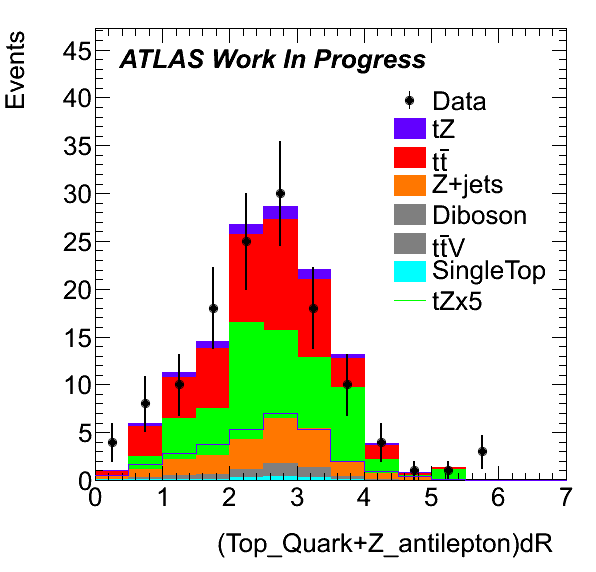 Events
45
40
35
30
25
20
15
10
5
0
ATLAS Work In Progress
Data
tZ
tt̄
Z+jets
Diboson
tt̄V
SingleTop
tZx5
0 1 2 3 4 5 6 7
(Top_Quark+Z_antilepton)dR